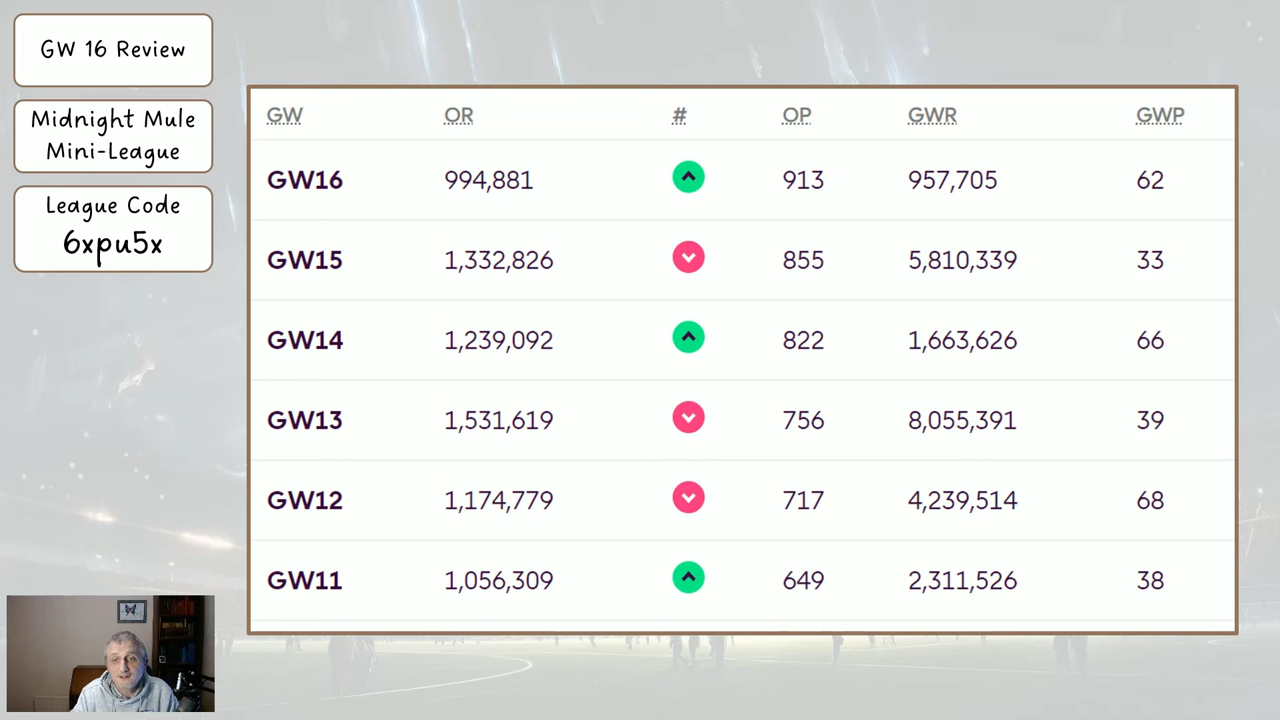 GW 16 Review
Midnight Mule
Mini-League
League Code
6xpu5x
GW OR # OP GWR GWP
GW16 994,881 913 957,705 62
GW15 1,332,826 855 5,810,339 33
GW14 1,239,092 822 1,663,626 66
GW13 1,531,619 756 8,055,391 39
GW12 1,174,779 717 4,239,514 68
GW11 1,056,309 649 2,311,526 38